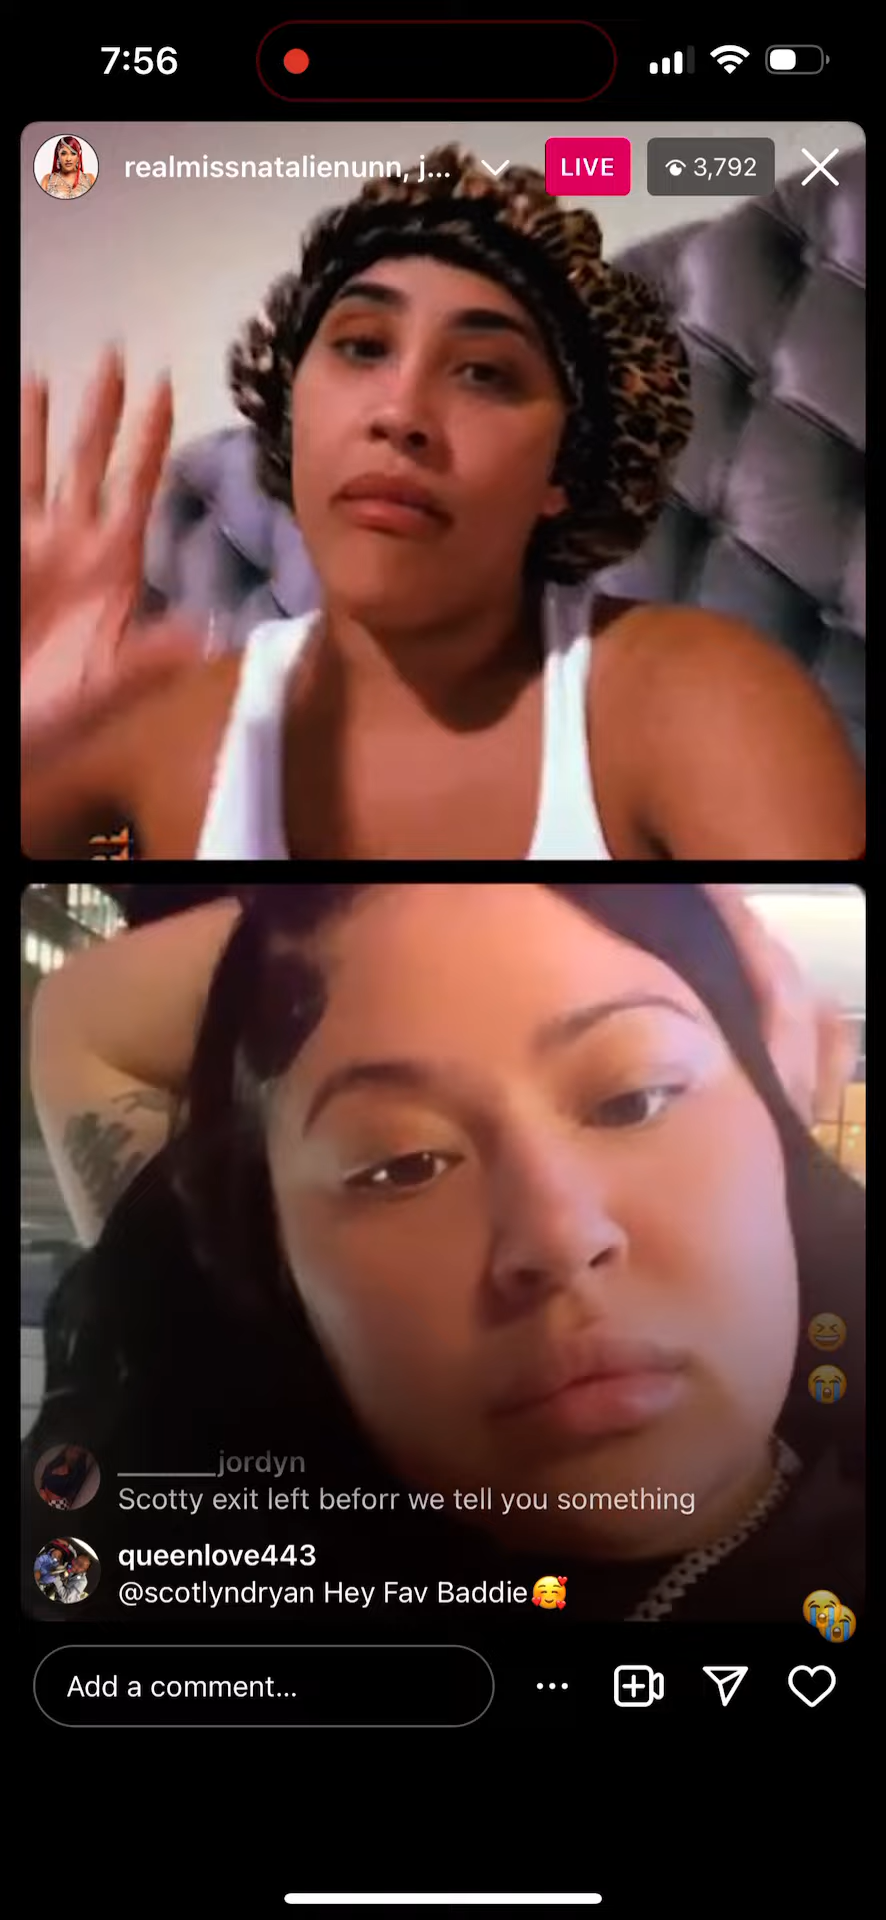 7:56
realmissnatalienunn, j...
LIVE
3,792
_______jordyn
Scotty exit left beforr we tell you something
queenlove443
@scotlyndryan Hey Fav Baddie🥰
Add a comment...